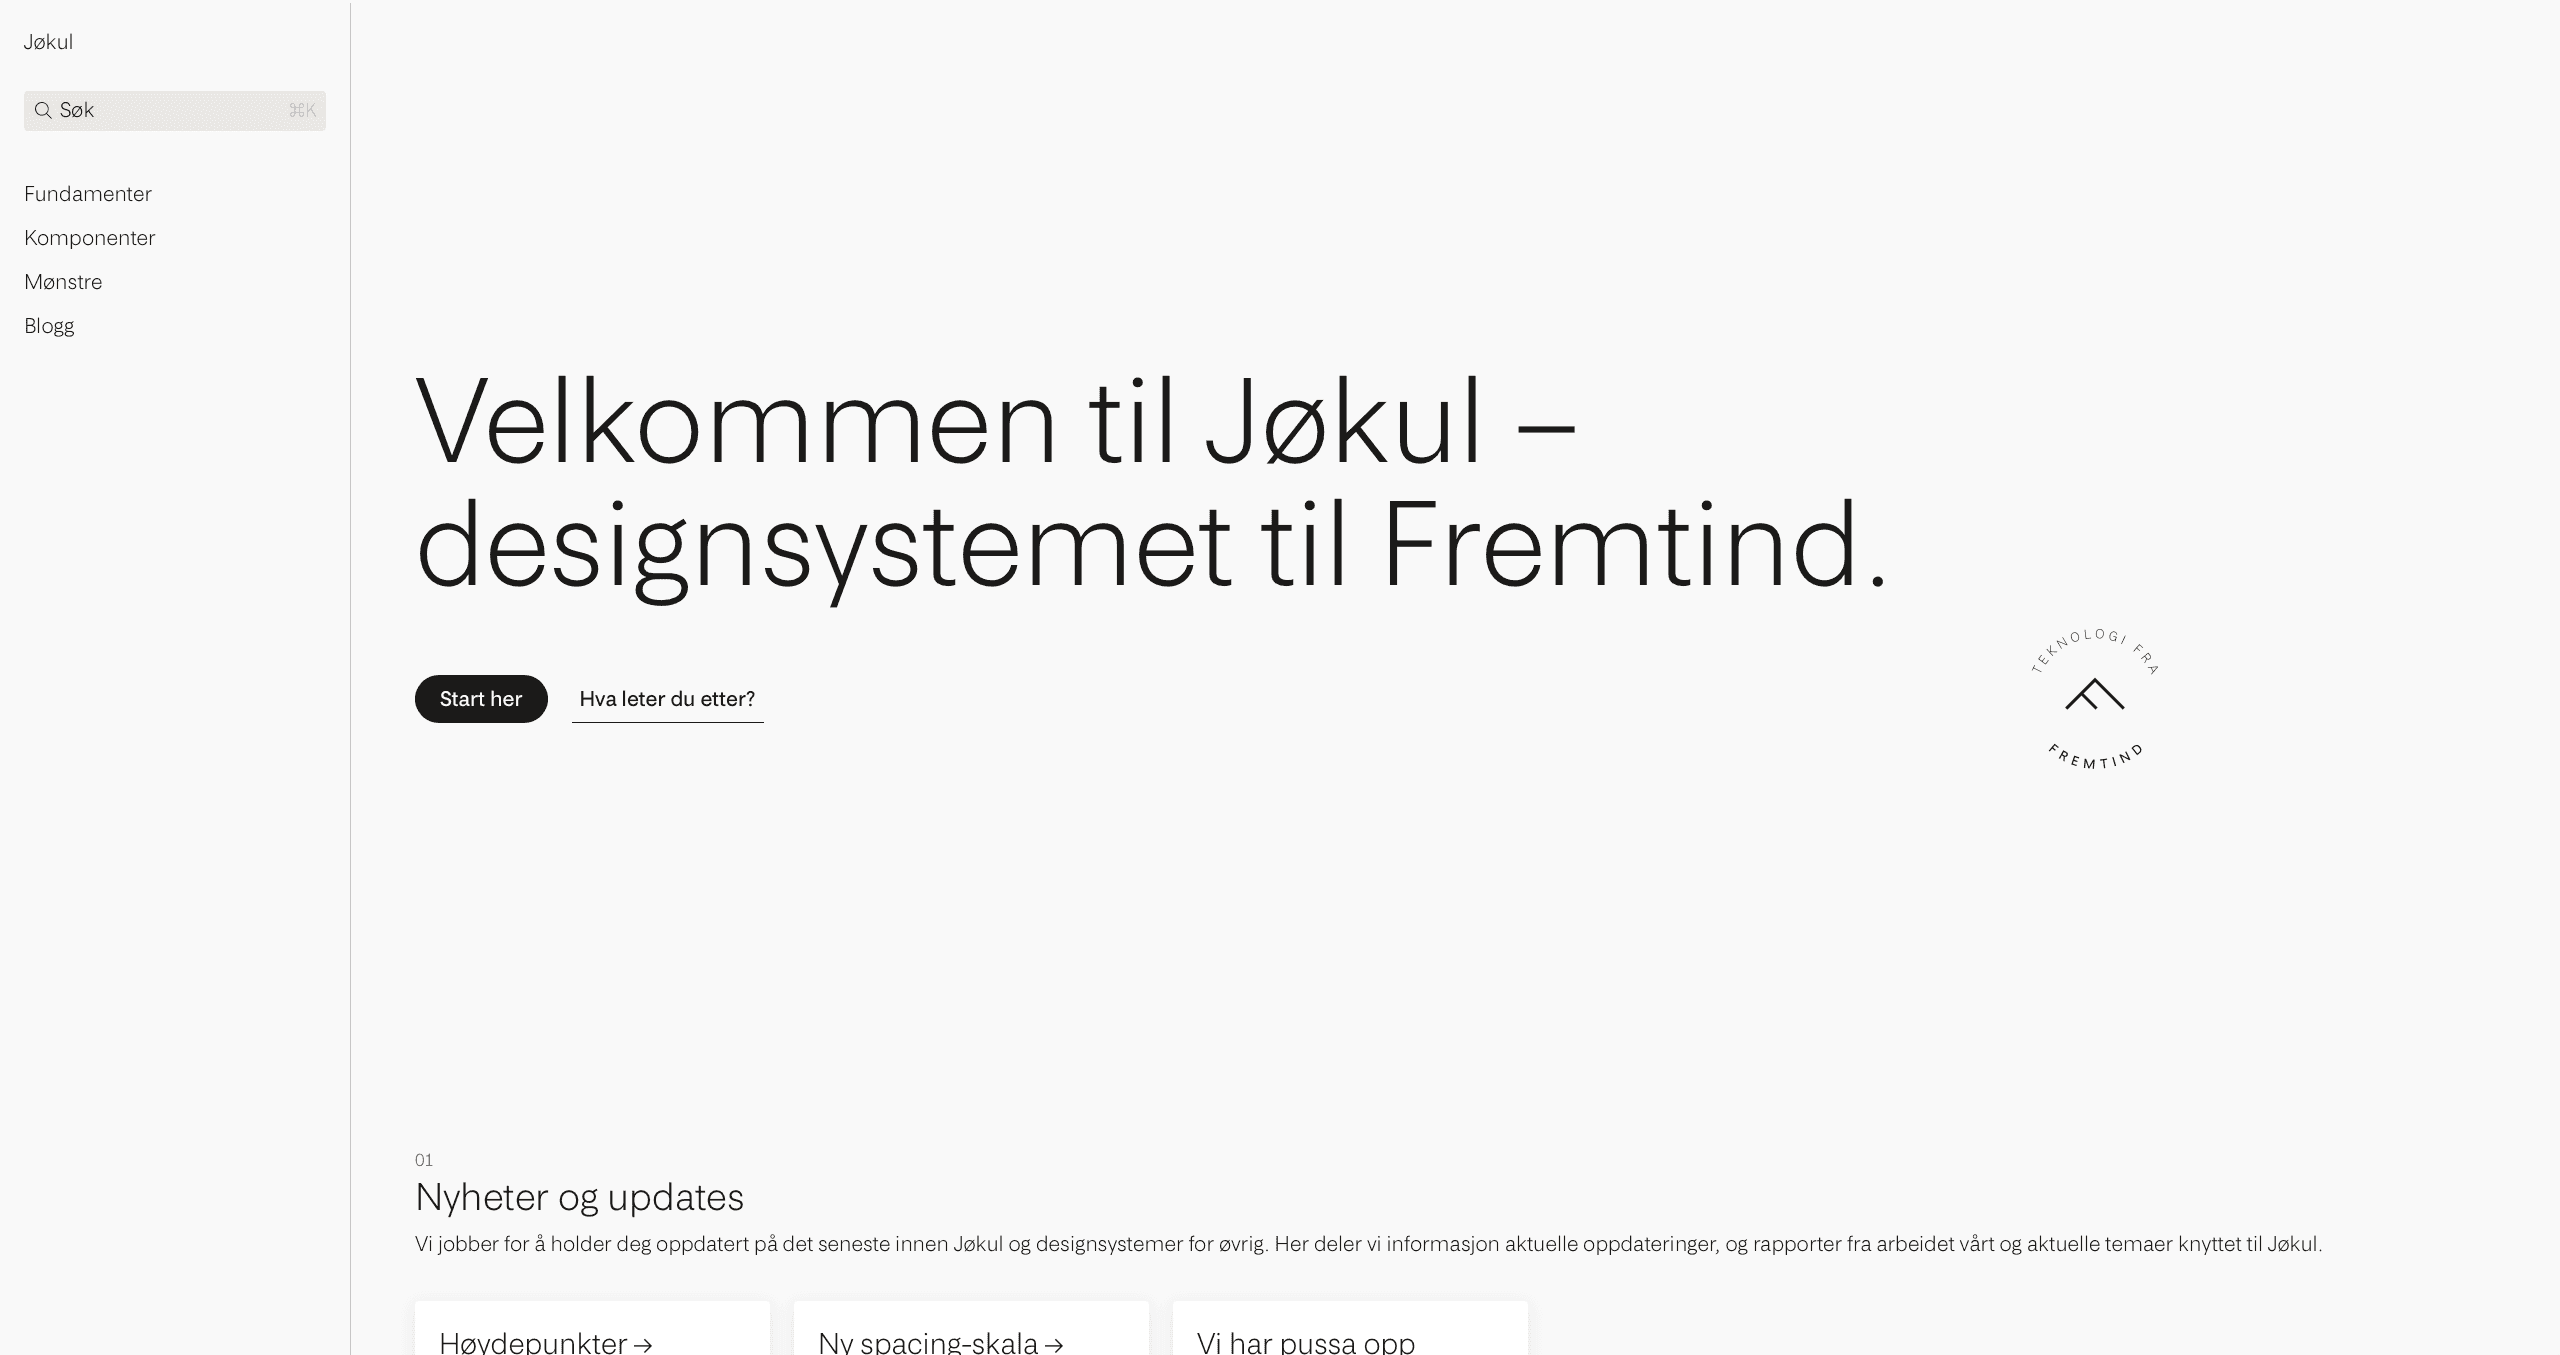 Jøkul
Søk ⌘K
Fundamenter
Komponenter
Mønstre
Blogg
Velkommen til Jøkul –
designsystemet til Fremtind.
Start her
Hva leter du etter?
TEKNOLOGI FRA
FREMTIND
01
Nyheter og updates
Vi jobber for å holder deg oppdatert på det seneste innen Jøkul og designsystemer for øvrig. Her deler vi informasjon aktuelle oppdateringer, og rapporter fra arbeidet vårt og aktuelle temaer knyttet til Jøkul.
Høydepunkter →
Ny spacing-skala →
Vi har pussa opp